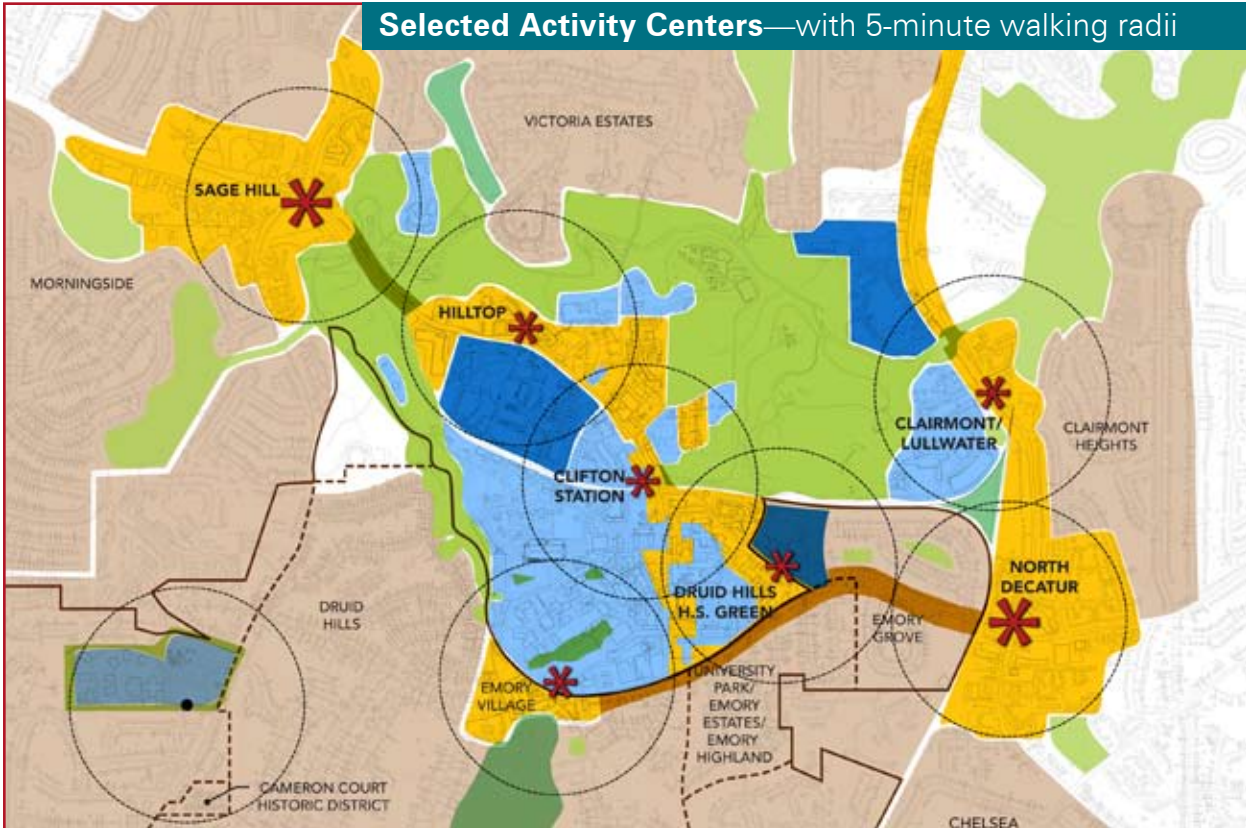 Selected Activity Centers—with 5-minute walking radii
VICTORIA ESTATES
SAGE HILL
MORNINGSIDE
HILLTOP
CLAIRMONT/
LULLWATER
CLAIRMONT
HEIGHTS
CLIFTON
STATION
DRUID HILLS
H.S. GREEN
NORTH
DECATUR
DRUID
HILLS
EMORY
GROVE
EMORY
VILLAGE
UNIVERSITY
PARK/
EMORY
ESTATES/
EMORY
HIGHLAND
CAMERON COURT
HISTORIC DISTRICT
CHELSEA